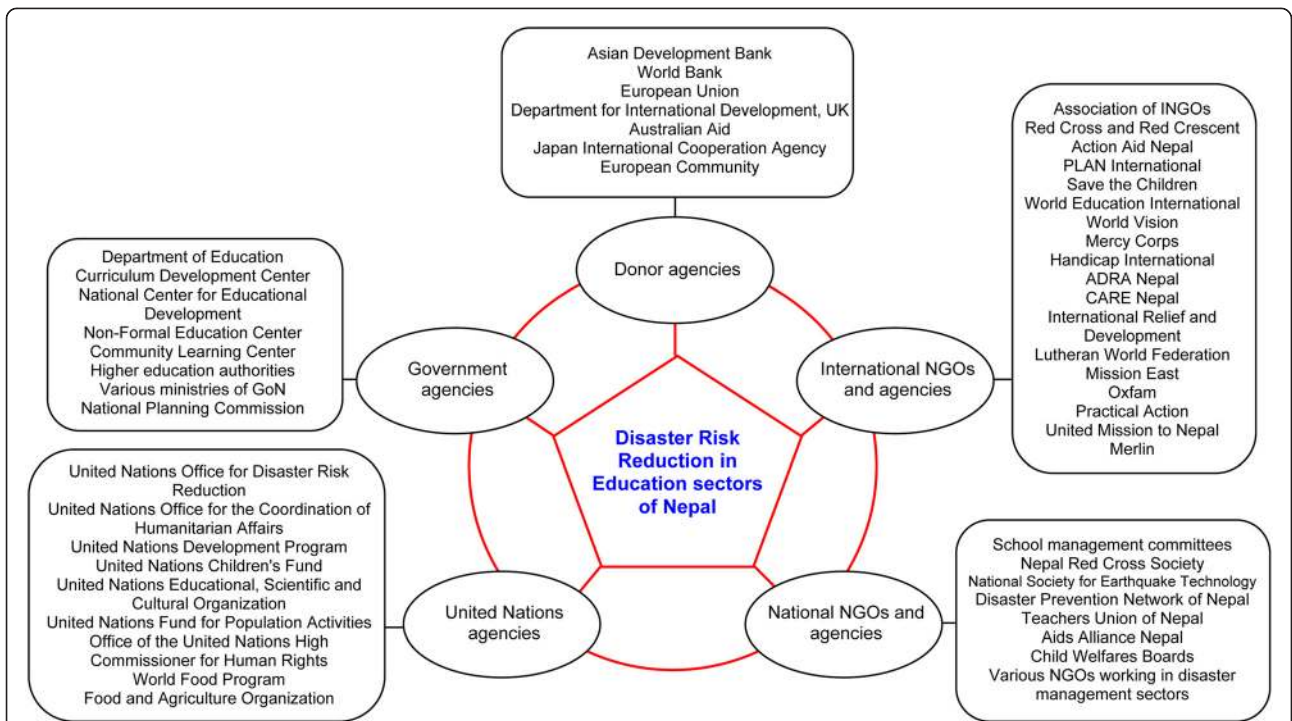 Asian Development Bank
World Bank
European Union
Department for International Development, UK
Australian Aid
Japan International Cooperation Agency
European Community
Donor agencies
Association of INGOs
Red Cross and Red Crescent
Action Aid Nepal
PLAN International
Save the Children
World Education International
World Vision
Mercy Corps
Handicap International
ADRA Nepal
CARE Nepal
International Relief and
Development
Lutheran World Federation
Mission East
Oxfam
Practical Action
United Mission to Nepal
Merlin
International NGOs
and agencies
Department of Education
Curriculum Development Center
National Center for Educational
Development
Non-Formal Education Center
Community Learning Center
Higher education authorities
Various ministries of GoN
National Planning Commission
Government
agencies
Disaster Risk
Reduction in
Education sectors
of Nepal
United Nations Office for Disaster Risk
Reduction
United Nations Office for the Coordination of
Humanitarian Affairs
United Nations Development Program
United Nations Children's Fund
United Nations Educational, Scientific and
Cultural Organization
United Nations Fund for Population Activities
Office of the United Nations High
Commissioner for Human Rights
World Food Program
Food and Agriculture Organization
United Nations
agencies
National NGOs and
agencies
School management committees
Nepal Red Cross Society
National Society for Earthquake Technology
Disaster Prevention Network of Nepal
Teachers Union of Nepal
Aids Alliance Nepal
Child Welfares Boards
Various NGOs working in disaster
management sectors